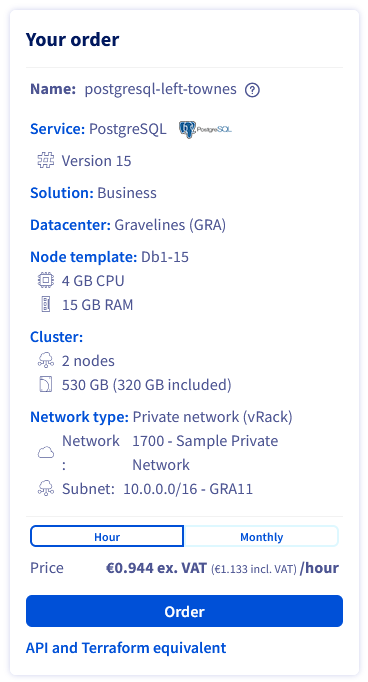 Your order
Name: postgresql-left-townes ?
Service: PostgreSQL PostgreSQL
Version 15
Solution: Business
Datacenter: Gravelines (GRA)
Node template: Db1-15
4 GB CPU
15 GB RAM
Cluster:
2 nodes
530 GB (320 GB included)
Network type: Private network (vRack)
Network 1700 - Sample Private
: Network
Subnet: 10.0.0.0/16 - GRA11
Hour Monthly
Price €0.944 ex. VAT (€1.133 incl. VAT) /hour
Order
API and Terraform equivalent